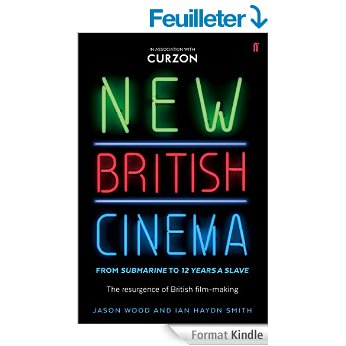 Feuilleter
IN ASSOCIATION WITH
CURZON
ff
NEW
BRITISH
CINEMA
FROM SUBMARINE TO 12 YEARS A SLAVE
The resurgence of British film-making
JASON WOOD AND IAN HAYDN SMITH
Format Kindle